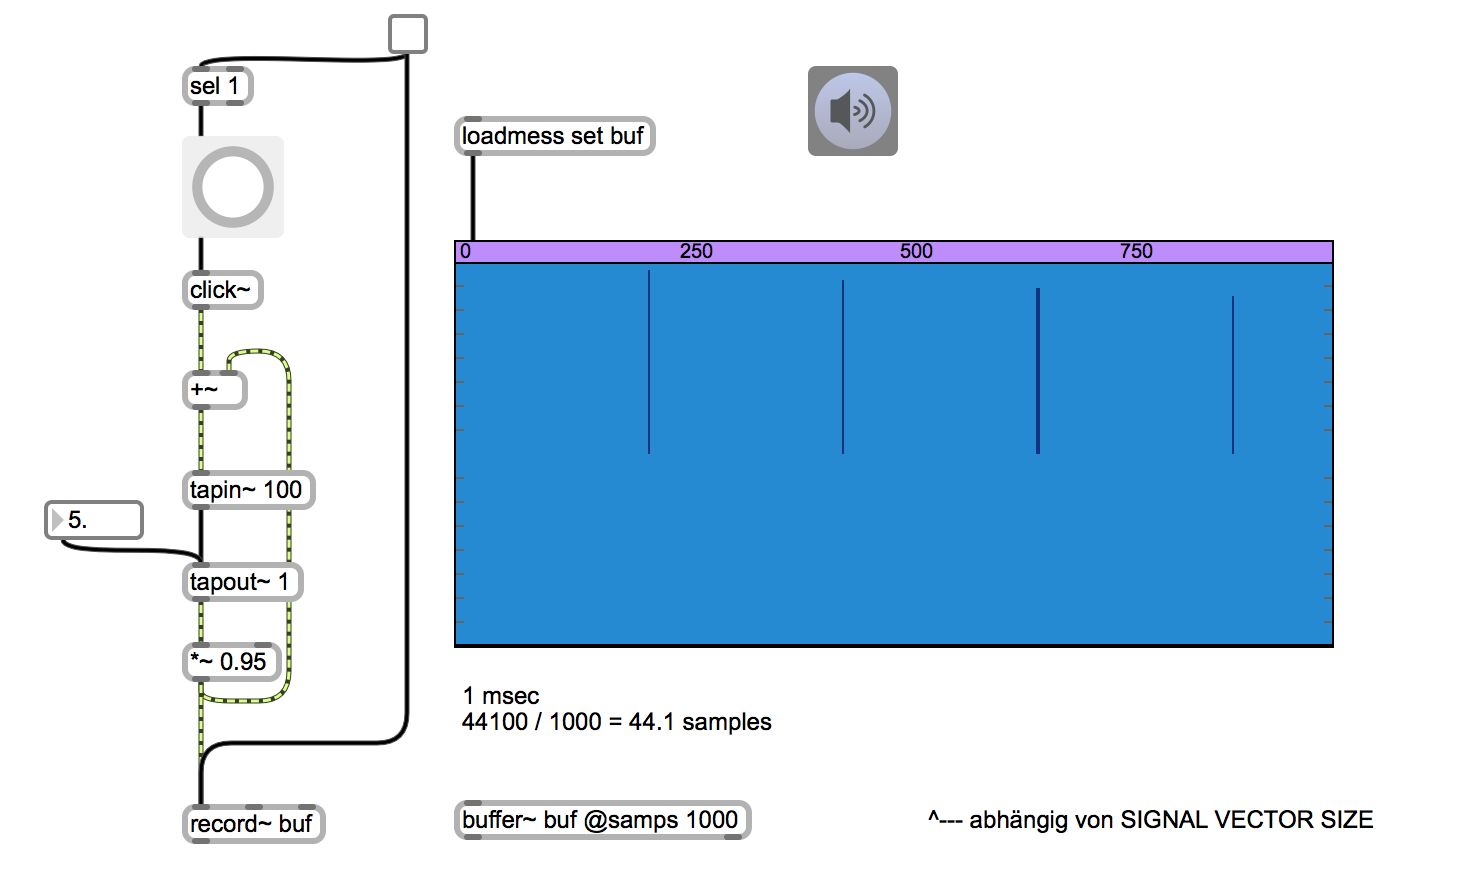 sel 1
loadmess set buf
0 250 500 750
click~
+~
tapin~ 100
5.
tapout~ 1
*~ 0.95
1 msec
44100 / 1000 = 44.1 samples
record~ buf
buffer~ buf @samps 1000
^--- abhängig von SIGNAL VECTOR SIZE